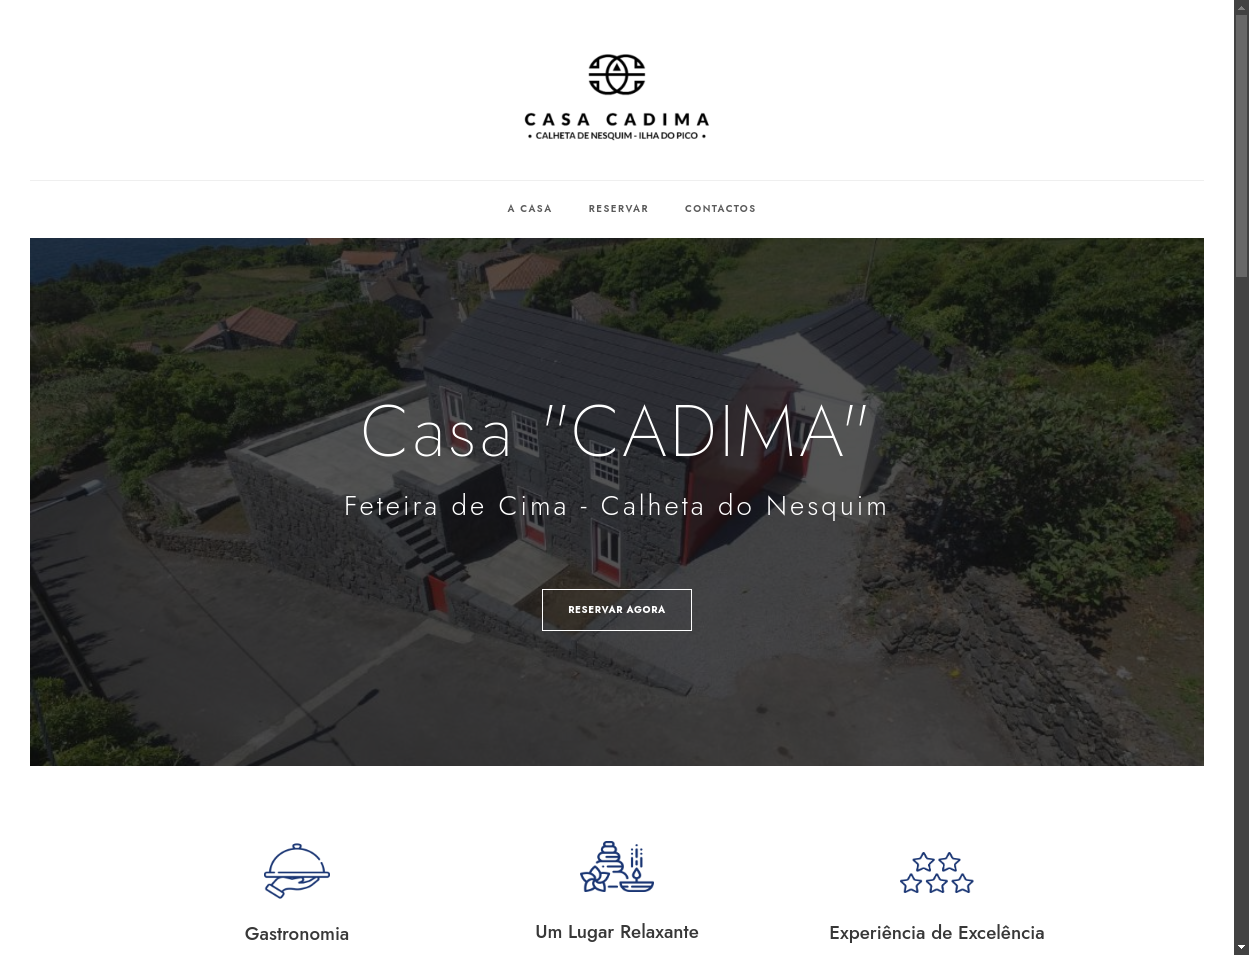 CASA CADIMA
• CALHETA DE NESQUIM - ILHA DO PICO •
A CASA RESERVAR CONTACTOS
Casa "CADIMA"
Feteira de Cima - Calheta do Nesquim
RESERVAR AGORA
Gastronomia
Um Lugar Relaxante
Experiência de Excelência